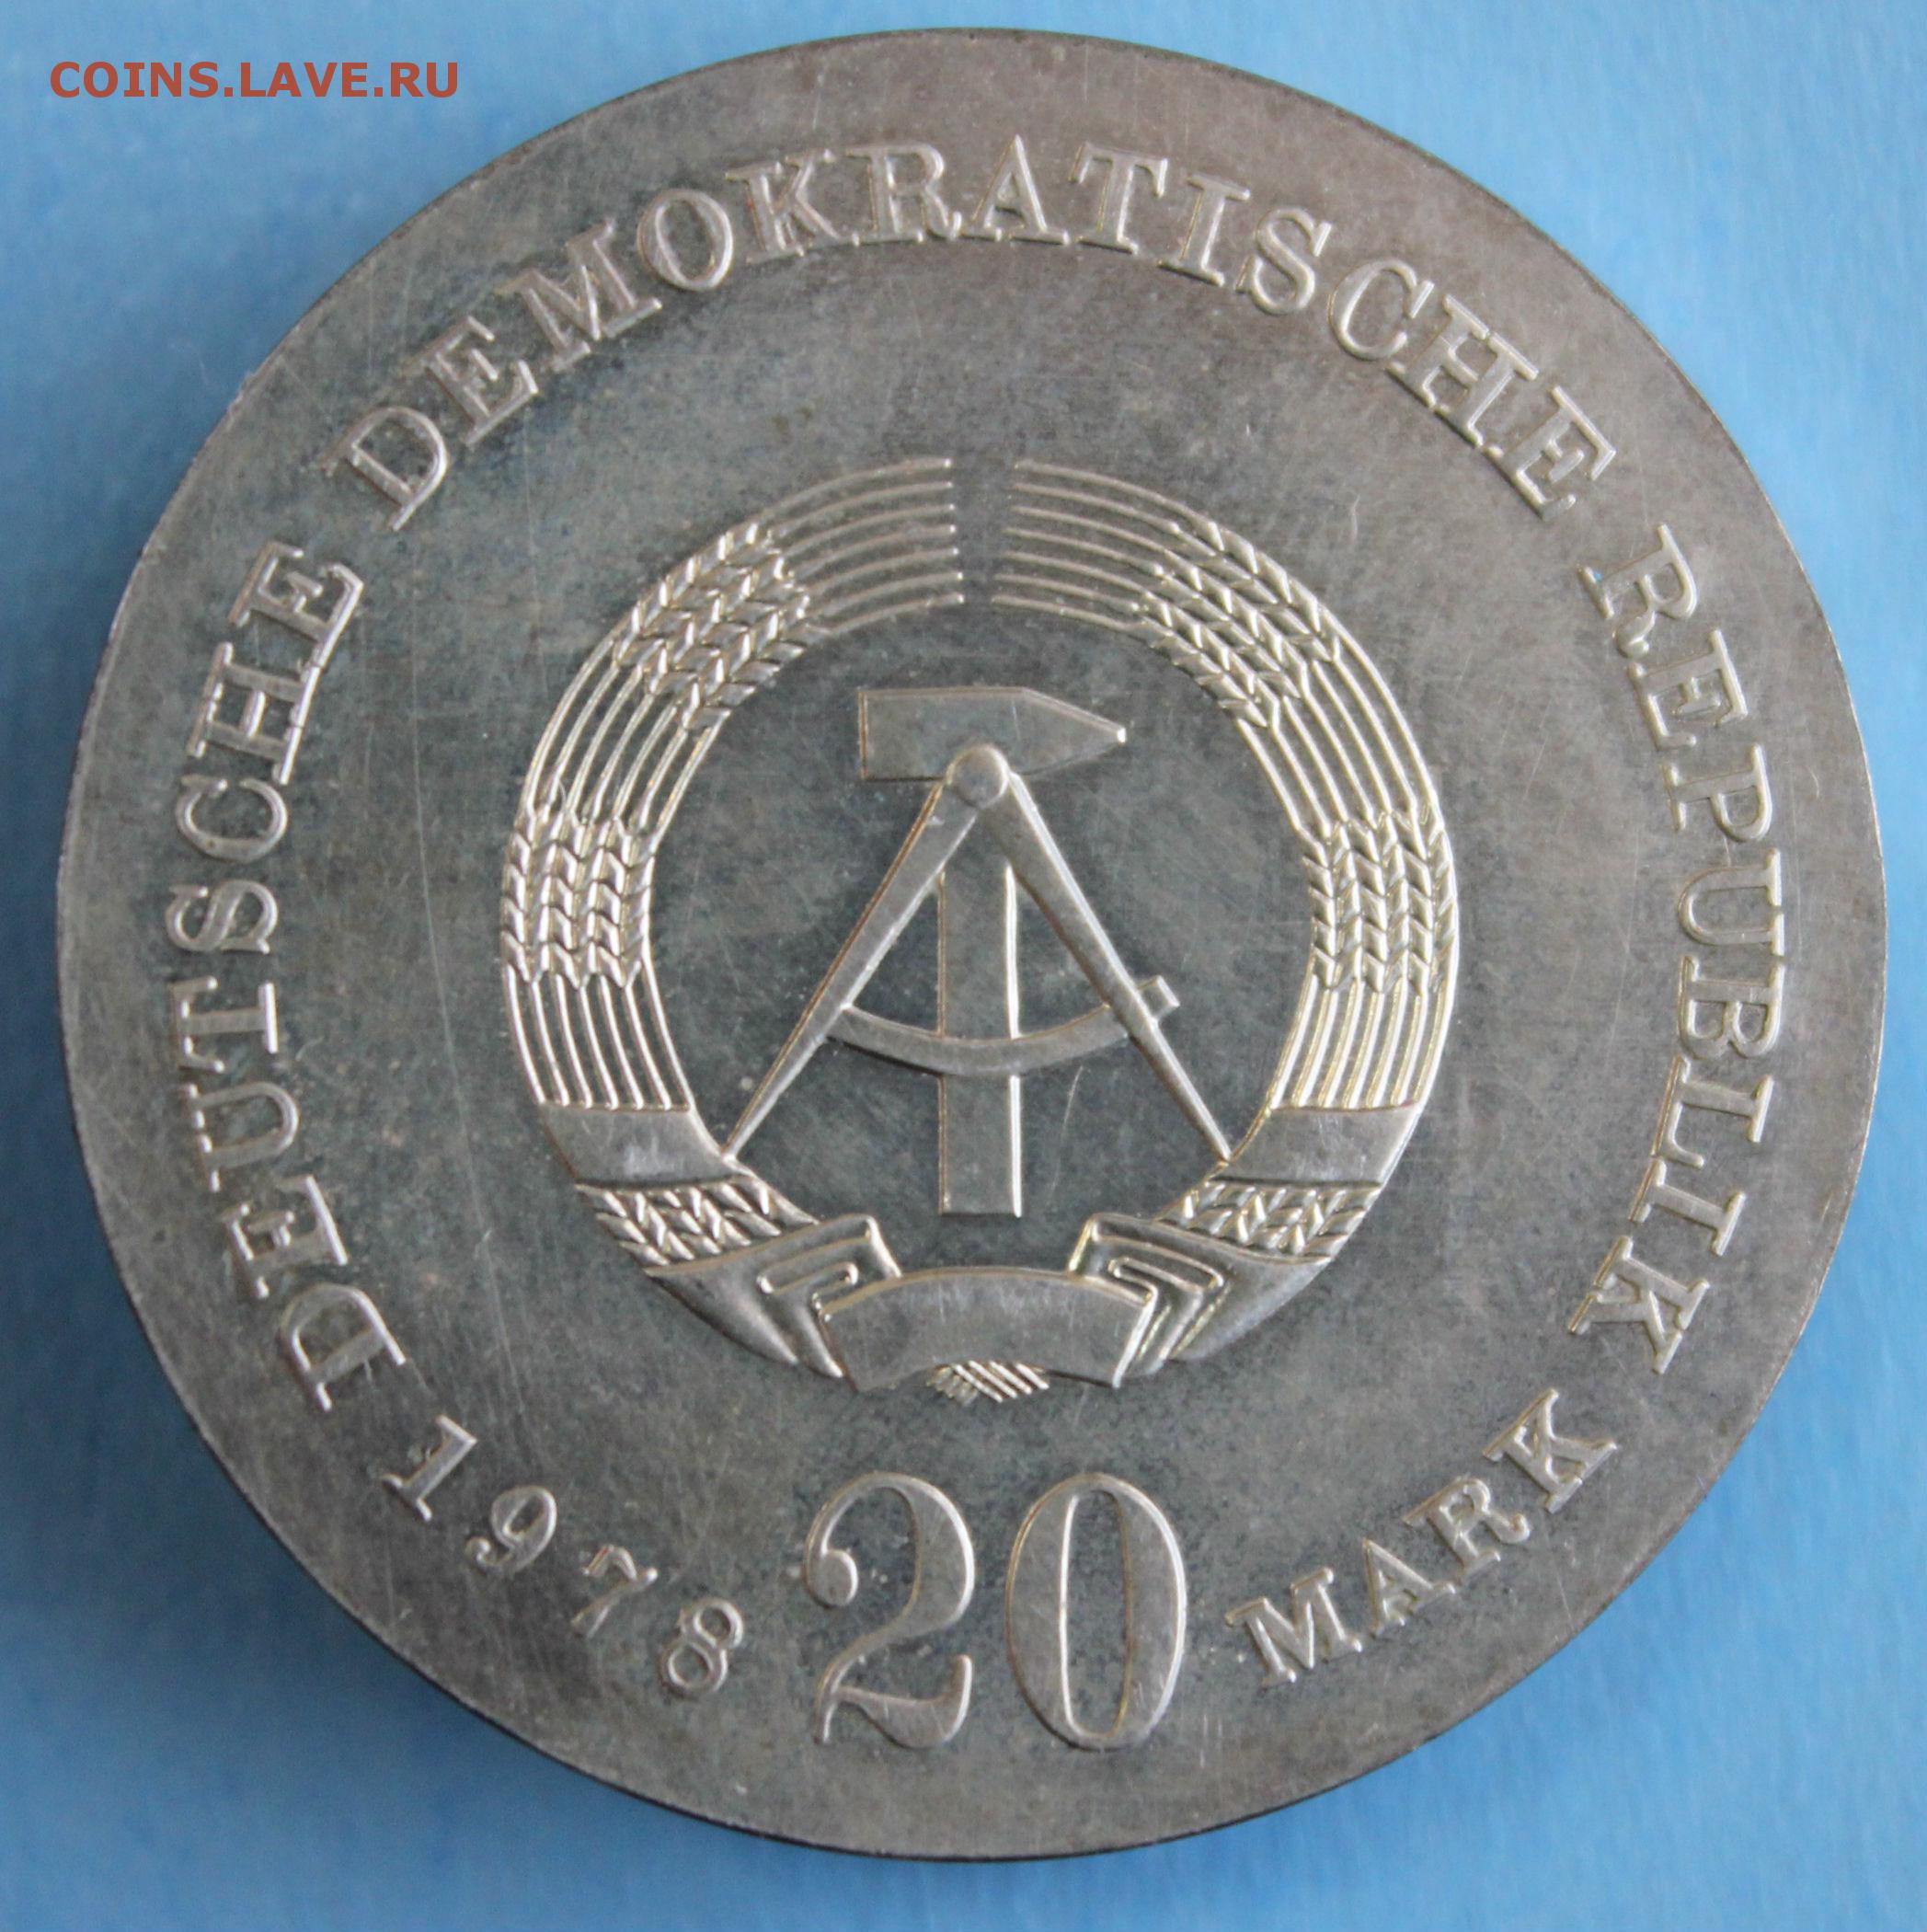 COINS.LAVE.RU
DEUTSCHE DEMOKRATISCHE REPUBLIK
1978 20 MARK